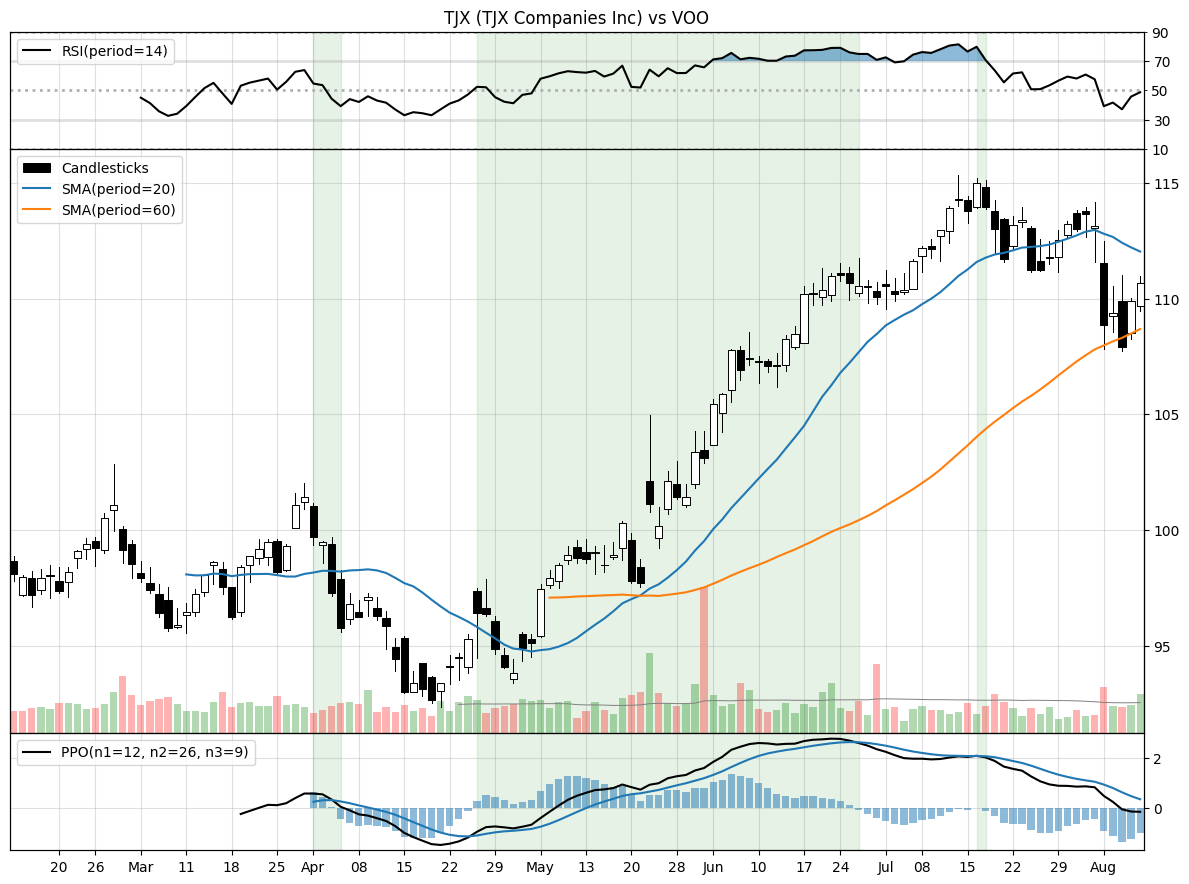 TJX (TJX Companies Inc) vs VOO
RSI(period=14)
90
70
50
30
10
Candlesticks
SMA(period=20)
SMA(period=60)
115
110
105
100
95
PPO(n1=12, n2=26, n3=9)
2
0
20 26 Mar 11 18 25 Apr 08 15 22 29 May 13 20 28 Jun 10 17 24 Jul 08 15 22 29 Aug